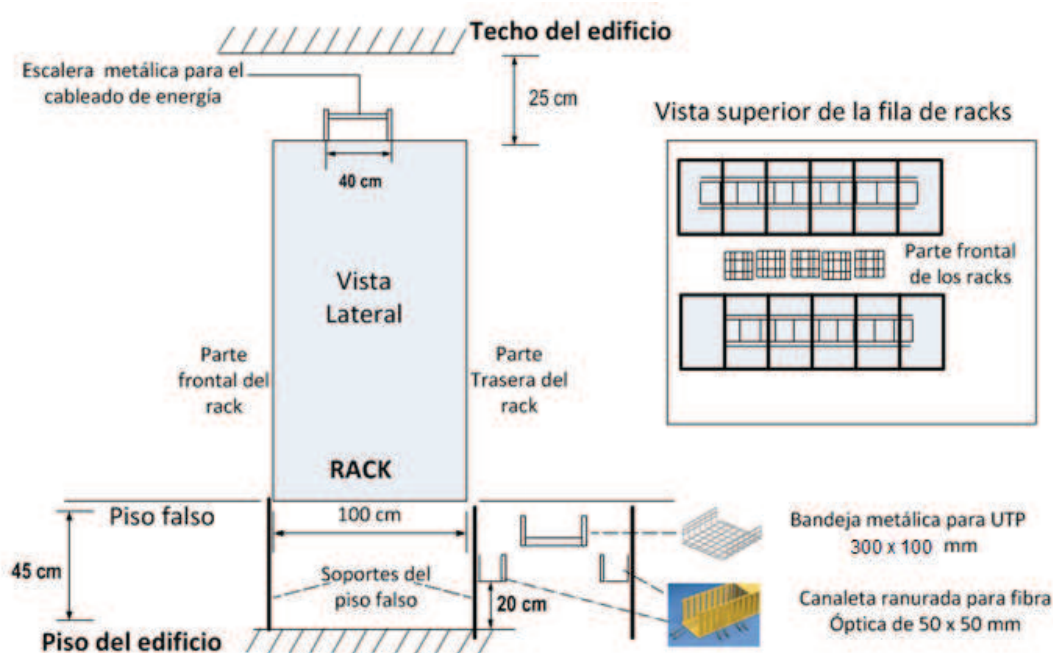 Techo del edificio
Escalera metálica para el
cableado de energía
25 cm
40 cm
Vista
Lateral
Parte
frontal del
rack
Parte
Trasera del
rack
RACK
Vista superior de la fila de racks
Parte frontal
de los racks
Piso falso
100 cm
45 cm
Soportes del
piso falso
20 cm
Piso del edificio
Bandeja metálica para UTP
300 x 100 mm
Canaleta ranurada para fibra
Óptica de 50 x 50 mm